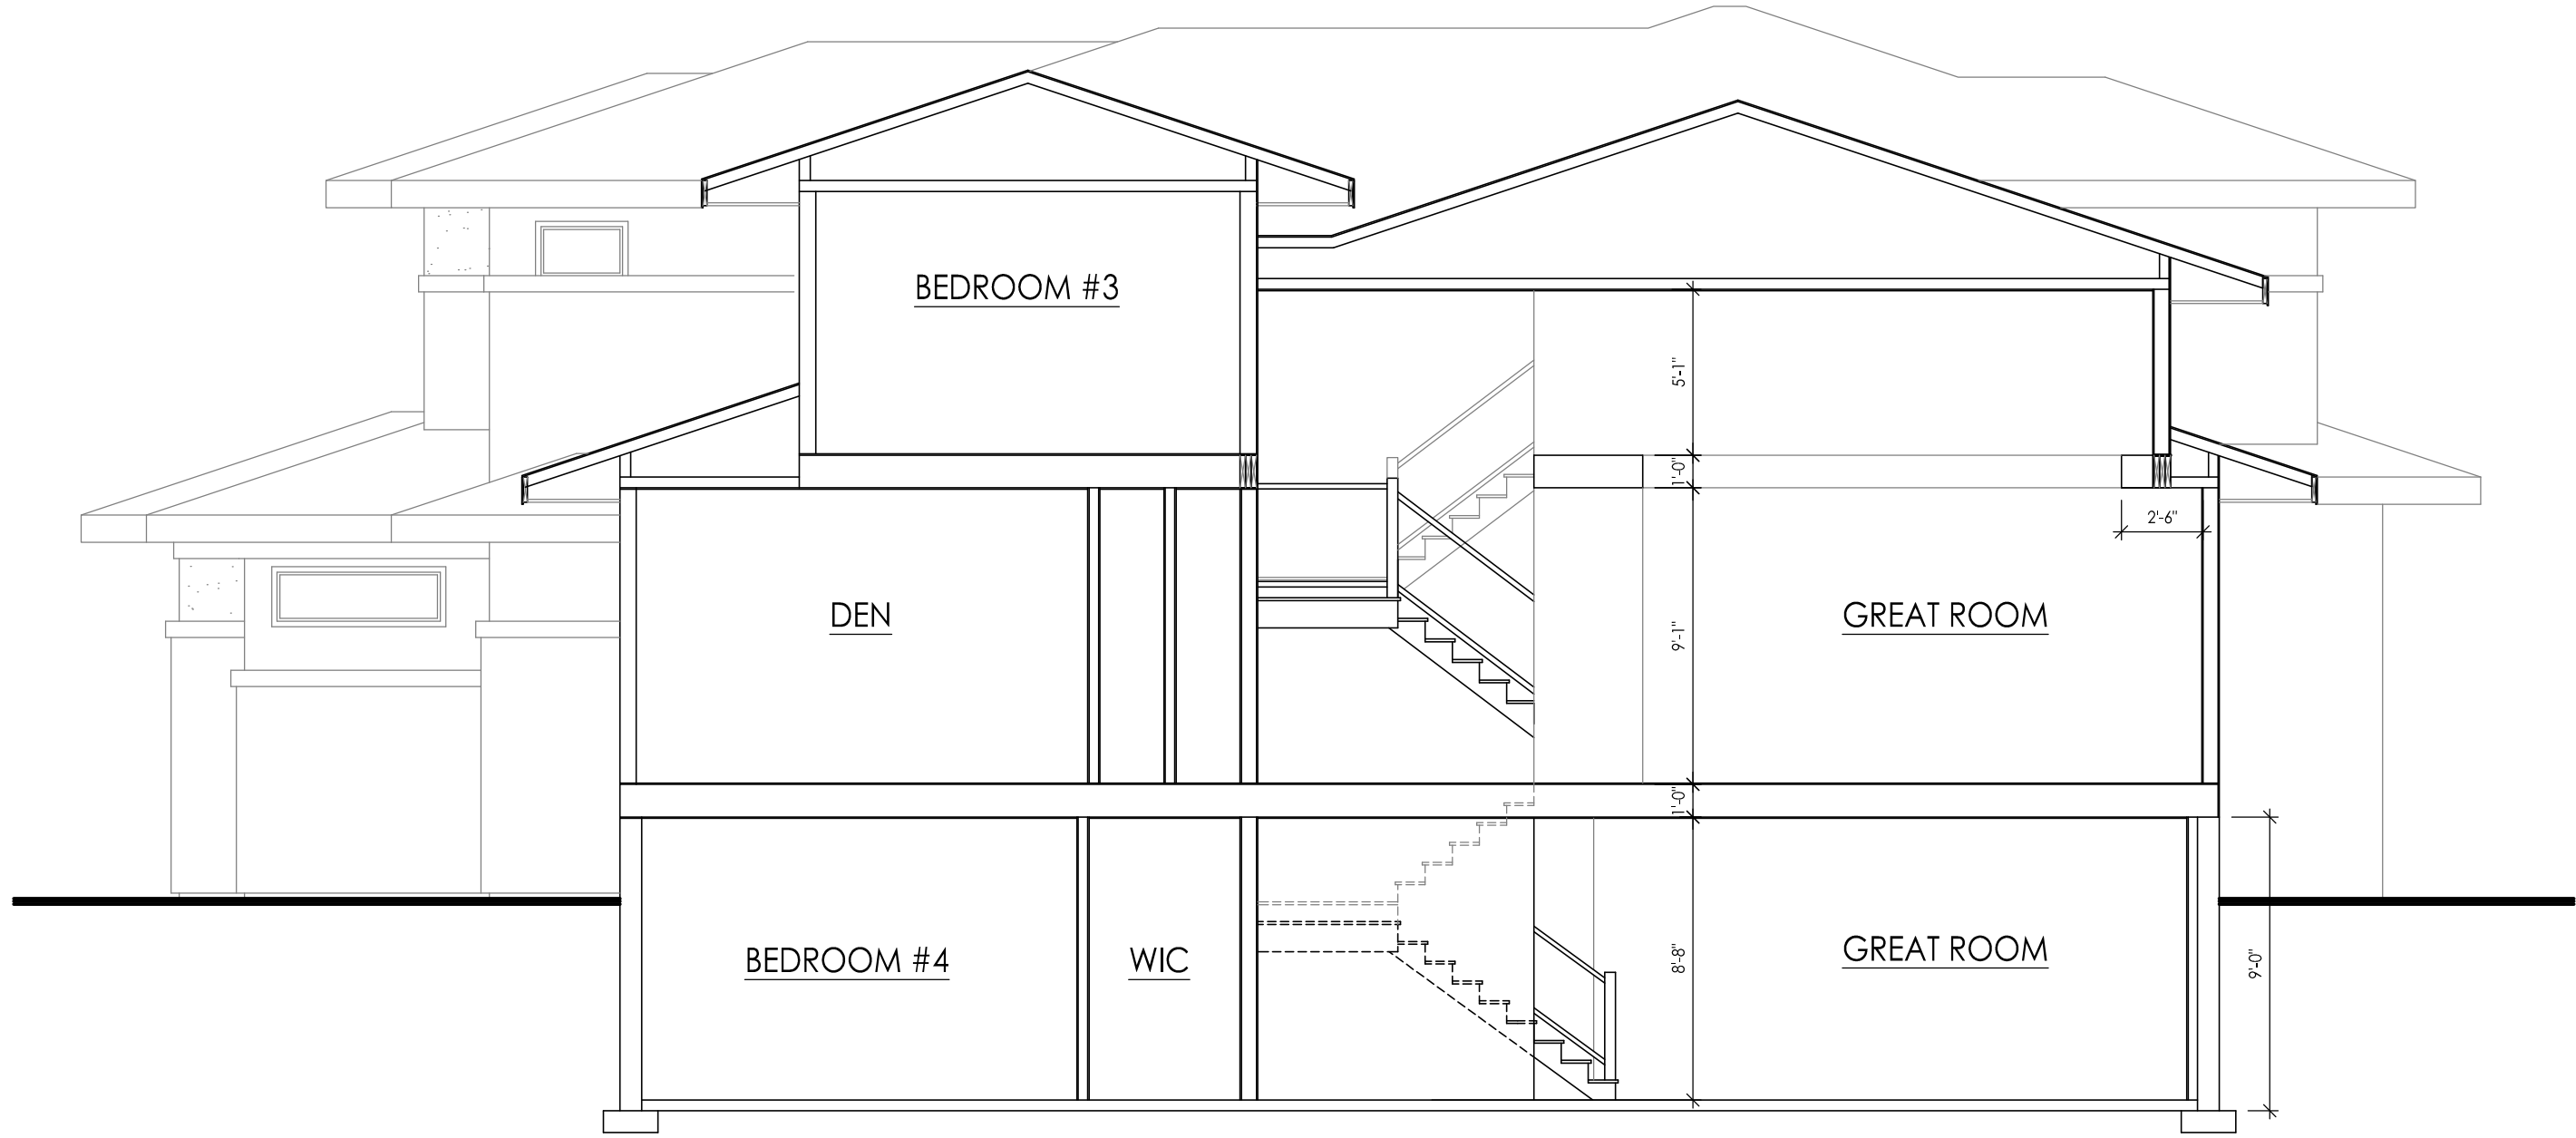 BEDROOM #3
5'-1"
1'-0"
2'-6"
DEN
9'-1"
GREAT ROOM
1'-0"
BEDROOM #4
WIC
8'-8"
GREAT ROOM
9'-0"